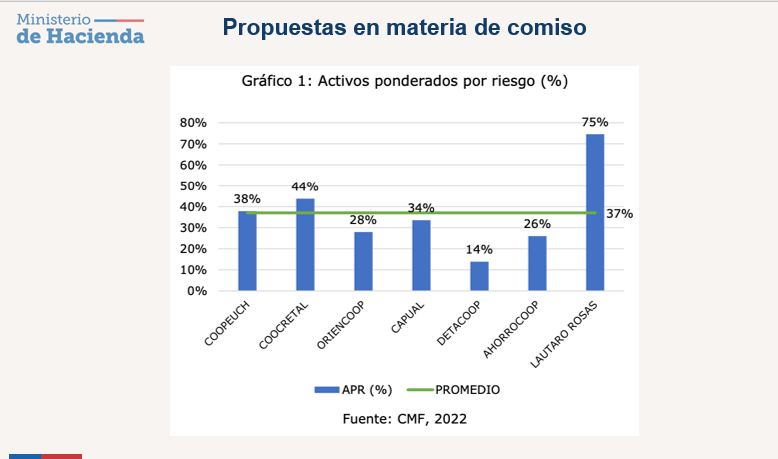 Ministerio
de Hacienda
Propuestas en materia de comiso
Gráfico 1: Activos ponderados por riesgo (%)
80%
70%
60%
50%
40%
30%
20%
10%
0%
38%
44%
28%
34%
14%
26%
75%
37%
COOPEUCH
COOCRETAL
ORIENCOOP
CAPUAL
DETACOOP
AHORROCOOP
LAUTARO ROSAS
APR (%)
PROMEDIO
Fuente: CMF, 2022